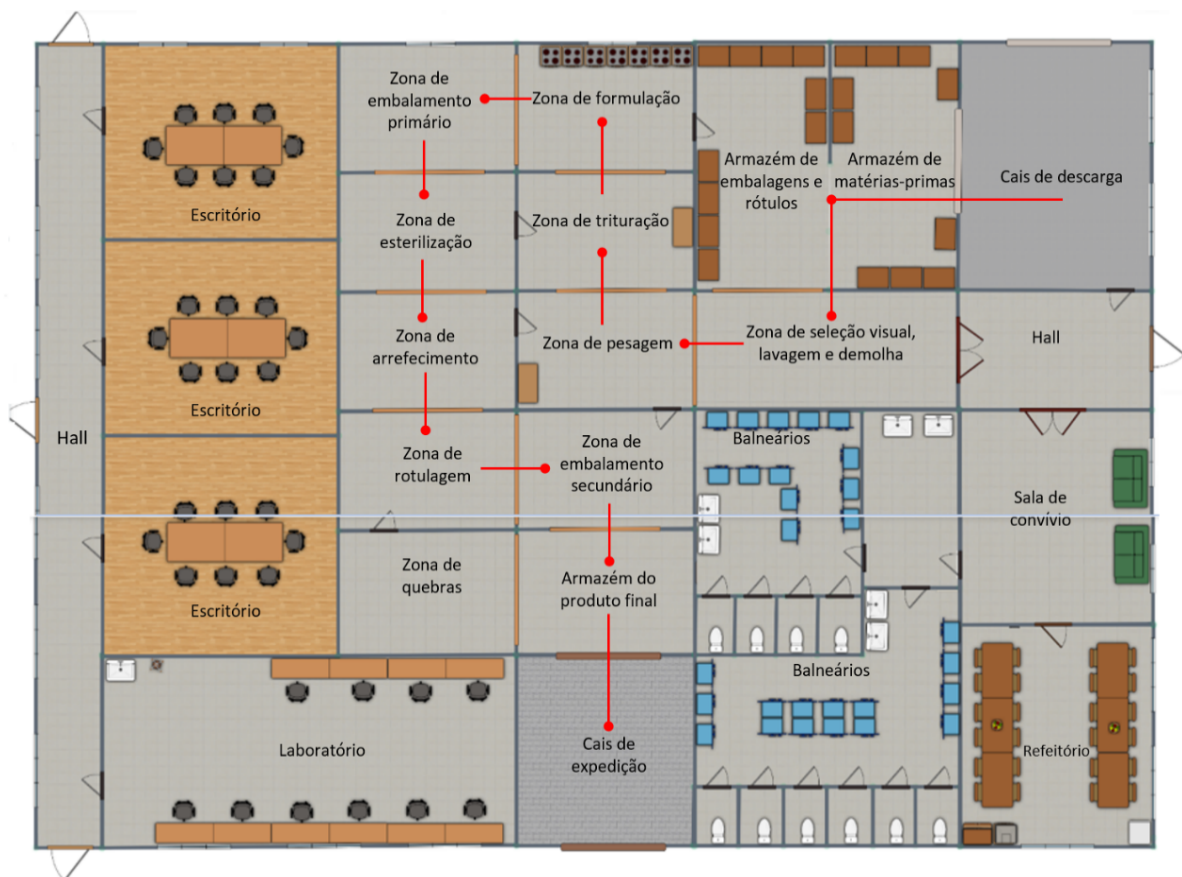 Zona de
embalamento
primário
Zona de formulação
Armazém de
embalagens e
rótulos
Armazém de
matérias-primas
Cais de descarga
Escritório
Zona de
esterilização
Zona de trituração
Zona de
arrefecimento
Zona de pesagem
Zona de seleção visual,
lavagem e demolha
Hall
Escritório
Hall
Zona de
rotulagem
Zona de
embalamento
secundário
Balneários
Sala de
convívio
Escritório
Zona de
quebras
Armazém do
produto final
Balneários
Laboratório
Cais de
expedição
Refeitório